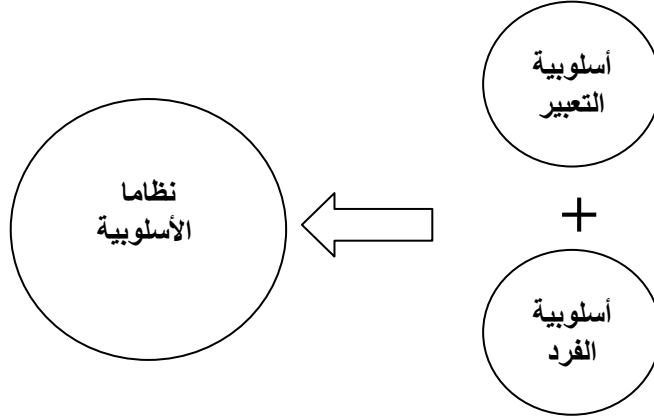 أسلوبية
التعبير
+
أسلوبية
الفرد
نظاما
الأسلوبية